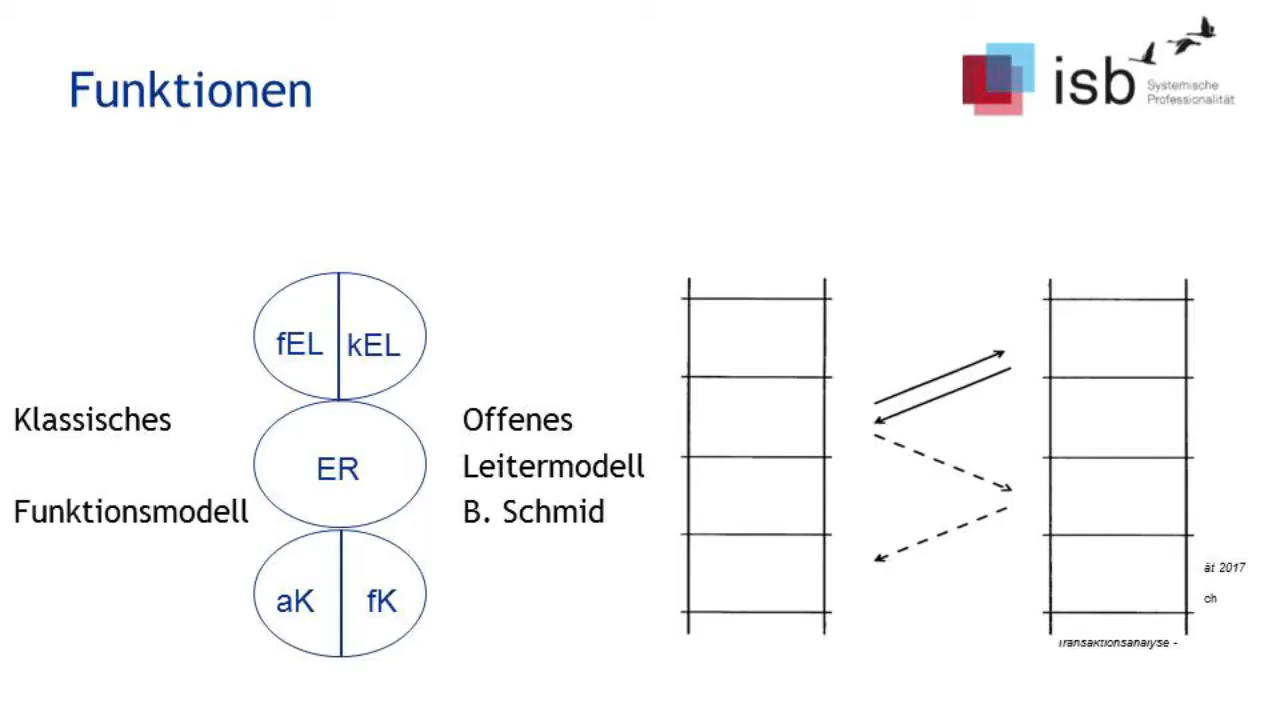 Funktionen
isb
Systemische
Professionalität
fEL kEL
Klassisches
ER
Funktionsmodell
aK fK
Offenes
Leitermodell
B. Schmid
ät 2017
ch
Transaktionsanalyse -